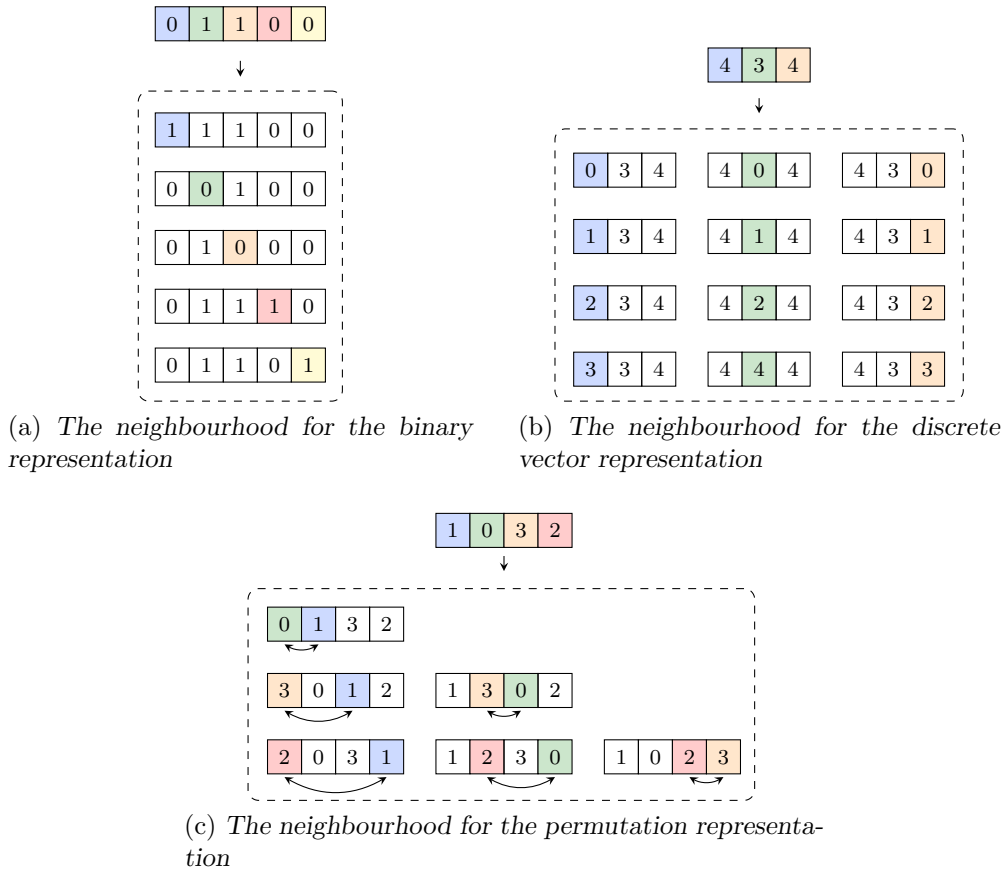 0 1 1 0 0
1 1 1 0 0
0 0 1 0 0
0 1 0 0 0
0 1 1 1 0
0 1 1 0 1
(a) The neighbourhood for the binary
representation
4 3 4
0 3 4 4 0 4 4 3 0
1 3 4 4 1 4 4 3 1
2 3 4 4 2 4 4 3 2
3 3 4 4 4 4 4 3 3
(b) The neighbourhood for the discrete
vector representation
1 0 3 2
0 1 3 2
3 0 1 2 1 3 0 2
2 0 3 1 1 2 3 0 1 0 2 3
(c) The neighbourhood for the permutation representa-
tion